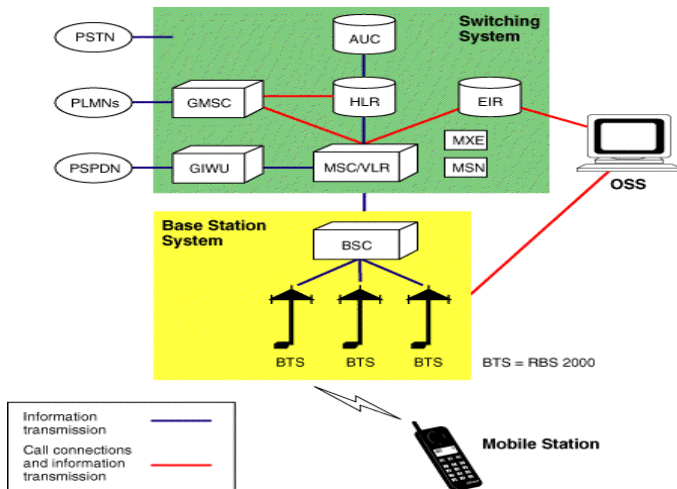 Switching
System
PSTN
AUC
PLMNs
GMSC
HLR
EIR
MXE
PSPDN
GIWU
MSC/VLR
MSN
OSS
Base Station
System
BSC
BTS
BTS
BTS
BTS = RBS 2000
Information
transmission
Call connections
and information
transmission
Mobile Station